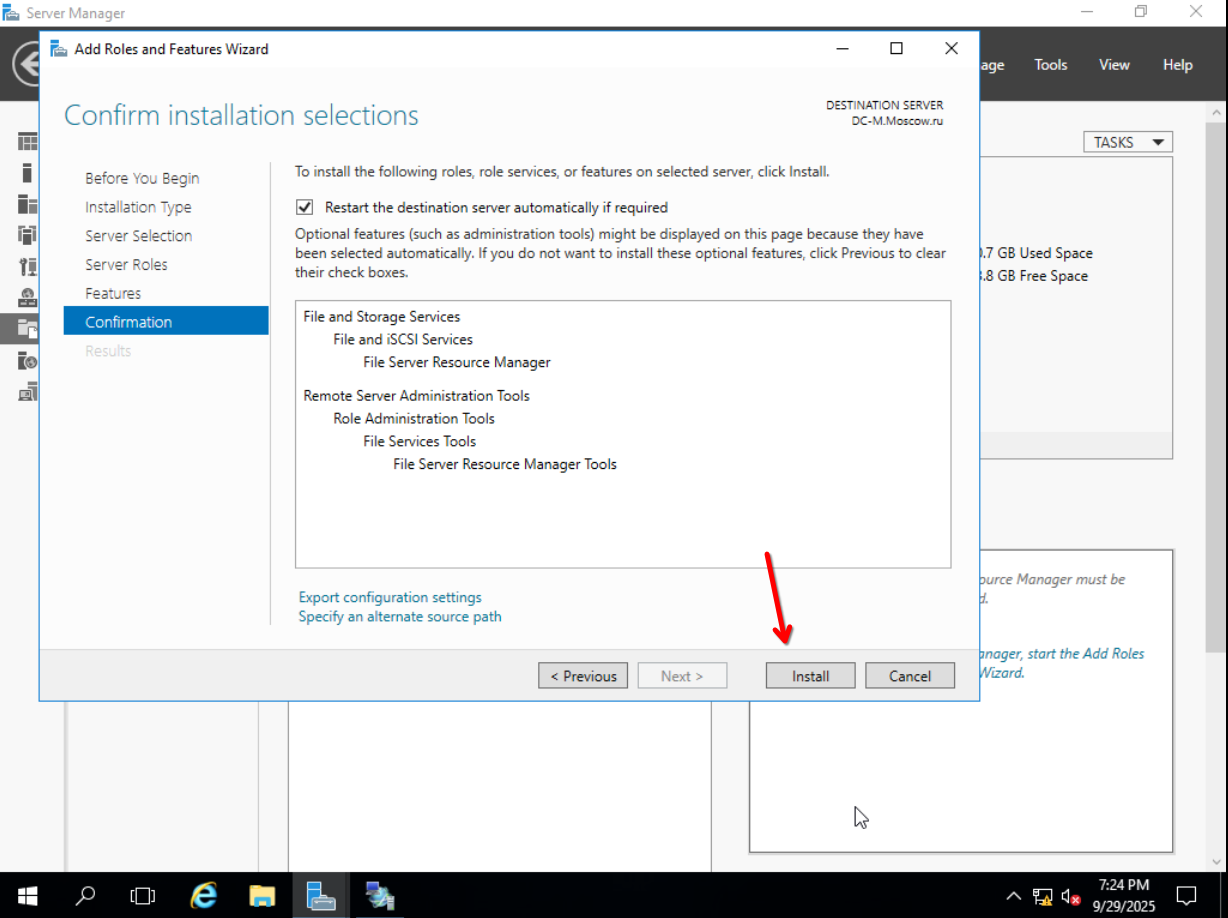 Server Manager
Add Roles and Features Wizard
age Tools View Help
Confirm installation selections
DESTINATION SERVER
DC-M.Moscow.ru
TASKS
Before You Begin
Installation Type
Server Selection
Server Roles
Features
Confirmation
Results
To install the following roles, role services, or features on selected server, click Install.
Restart the destination server automatically if required
Optional features (such as administration tools) might be displayed on this page because they have
been selected automatically. If you do not want to install these optional features, click Previous to clear
their check boxes.
.7 GB Used Space
.8 GB Free Space
File and Storage Services
File and iSCSI Services
File Server Resource Manager
Remote Server Administration Tools
Role Administration Tools
File Services Tools
File Server Resource Manager Tools
Export configuration settings
Specify an alternate source path
ource Manager must be
d.
anager, start the Add Roles
Wizard.
< Previous
Next >
Install
Cancel
7:24 PM
9/29/2025